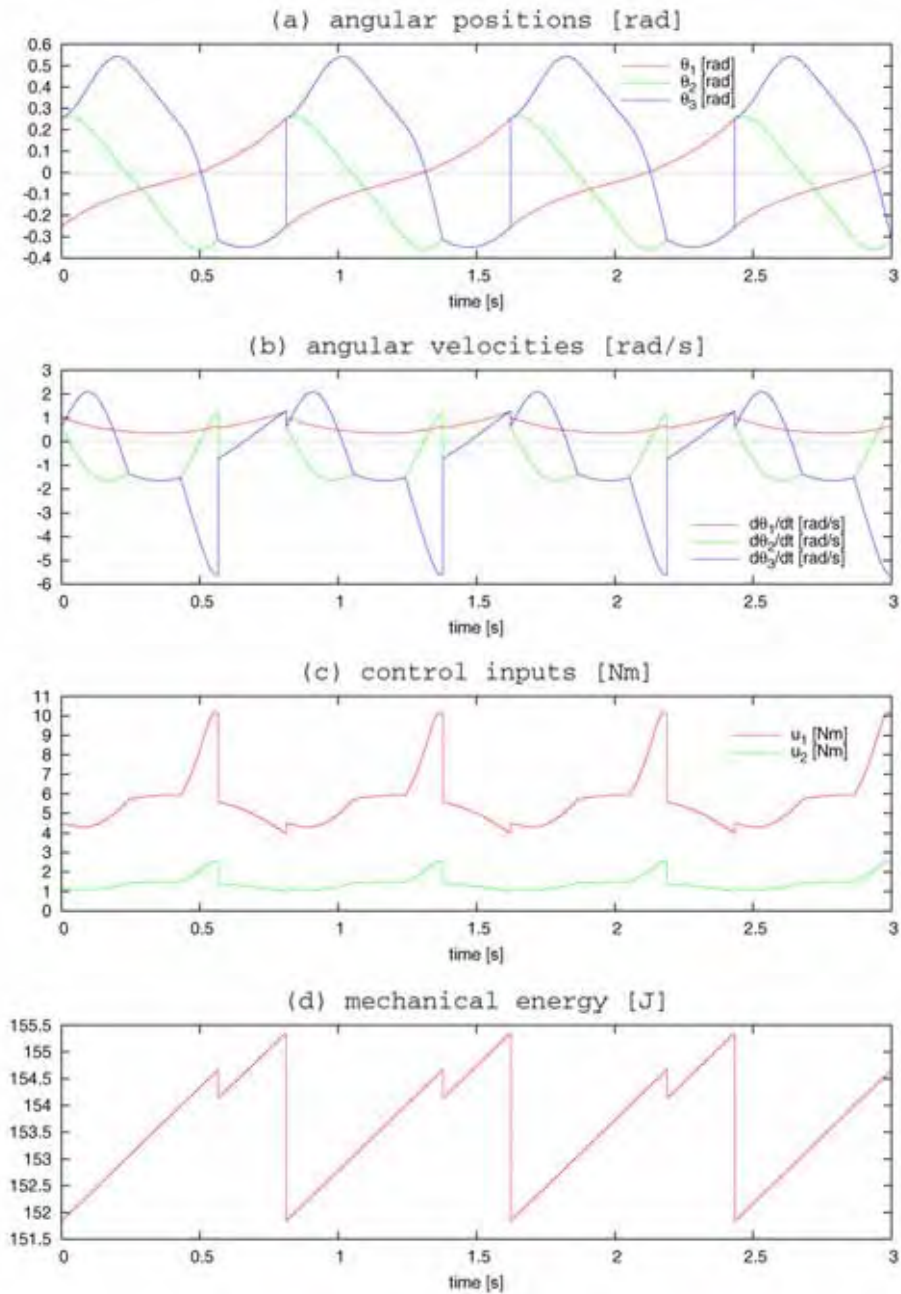 (a) angular positions [rad]
0.6
0.5
0.4
0.3
0.2
0.1
0
-0.1
-0.2
-0.3
-0.4
θ1 [rad]
θ2 [rad]
θ3 [rad]
0 0.5 1 1.5 2 2.5 3
time [s]
(b) angular velocities [rad/s]
3
2
1
0
-1
-2
-3
-4
-5
-6
dθ1/dt [rad/s]
dθ2/dt [rad/s]
dθ3/dt [rad/s]
0 0.5 1 1.5 2 2.5 3
time [s]
(c) control inputs [Nm]
11
10
9
8
7
6
5
4
3
2
1
0
u1 [Nm]
u2 [Nm]
0 0.5 1 1.5 2 2.5 3
time [s]
(d) mechanical energy [J]
155.5
155
154.5
154
153.5
153
152.5
152
151.5
0 0.5 1 1.5 2 2.5 3
time [s]